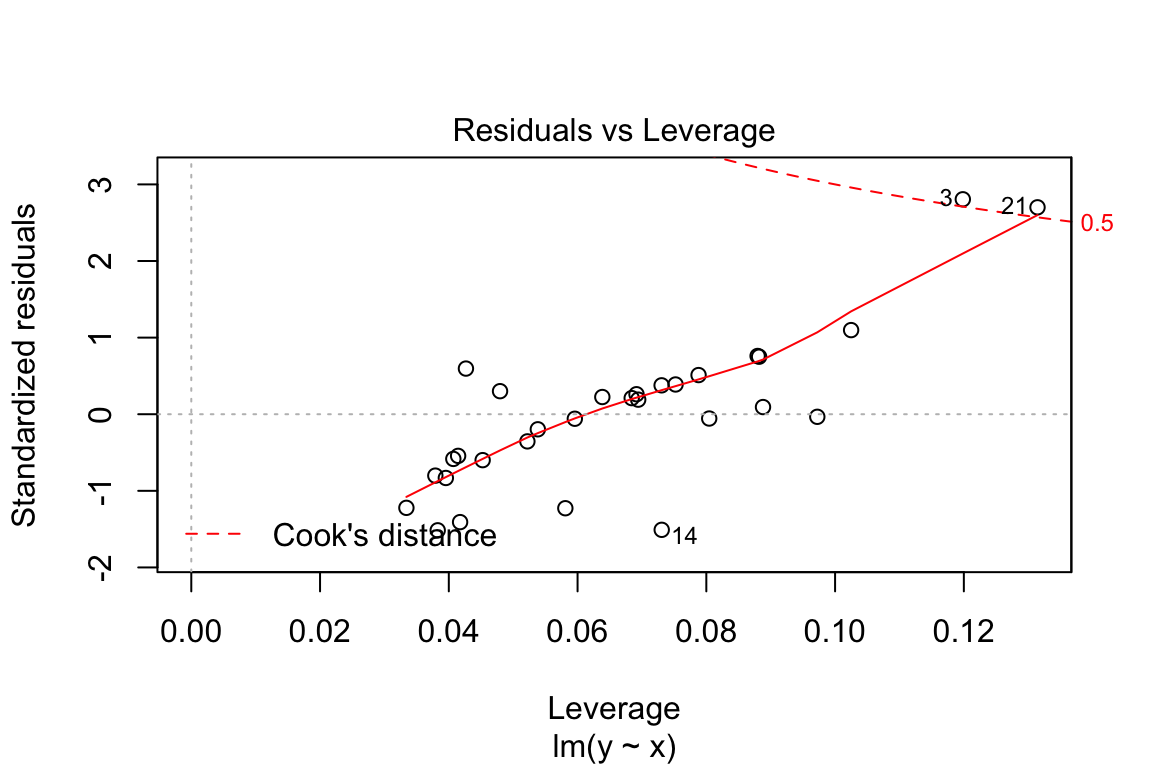 Residuals vs Leverage
Standardized residuals
3
2
1
0
-1
-2
3
21
0.5
14
Cook's distance
0.00 0.02 0.04 0.06 0.08 0.10 0.12
Leverage
lm(y ~ x)